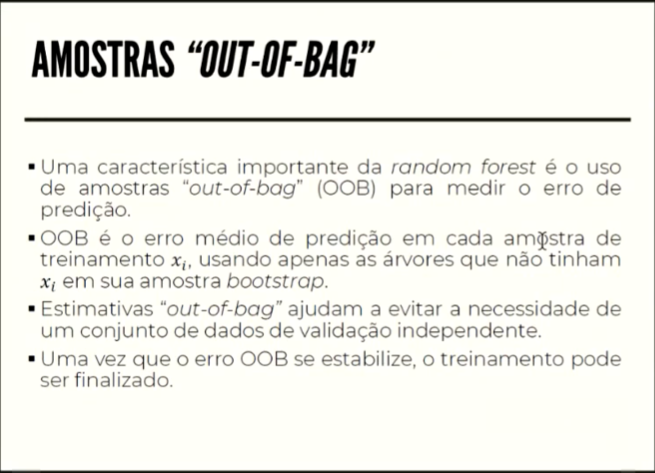 AMOSTRAS “OUT-OF-BAG”
▪ Uma característica importante da random forest é o uso
de amostras “out-of-bag” (OOB) para medir o erro de
predição.
▪ OOB é o erro médio de predição em cada amostra de
treinamento xᵢ, usando apenas as árvores que não tinham
xᵢ em sua amostra bootstrap.
▪ Estimativas “out-of-bag” ajudam a evitar a necessidade de
um conjunto de dados de validação independente.
▪ Uma vez que o erro OOB se estabilize, o treinamento pode
ser finalizado.